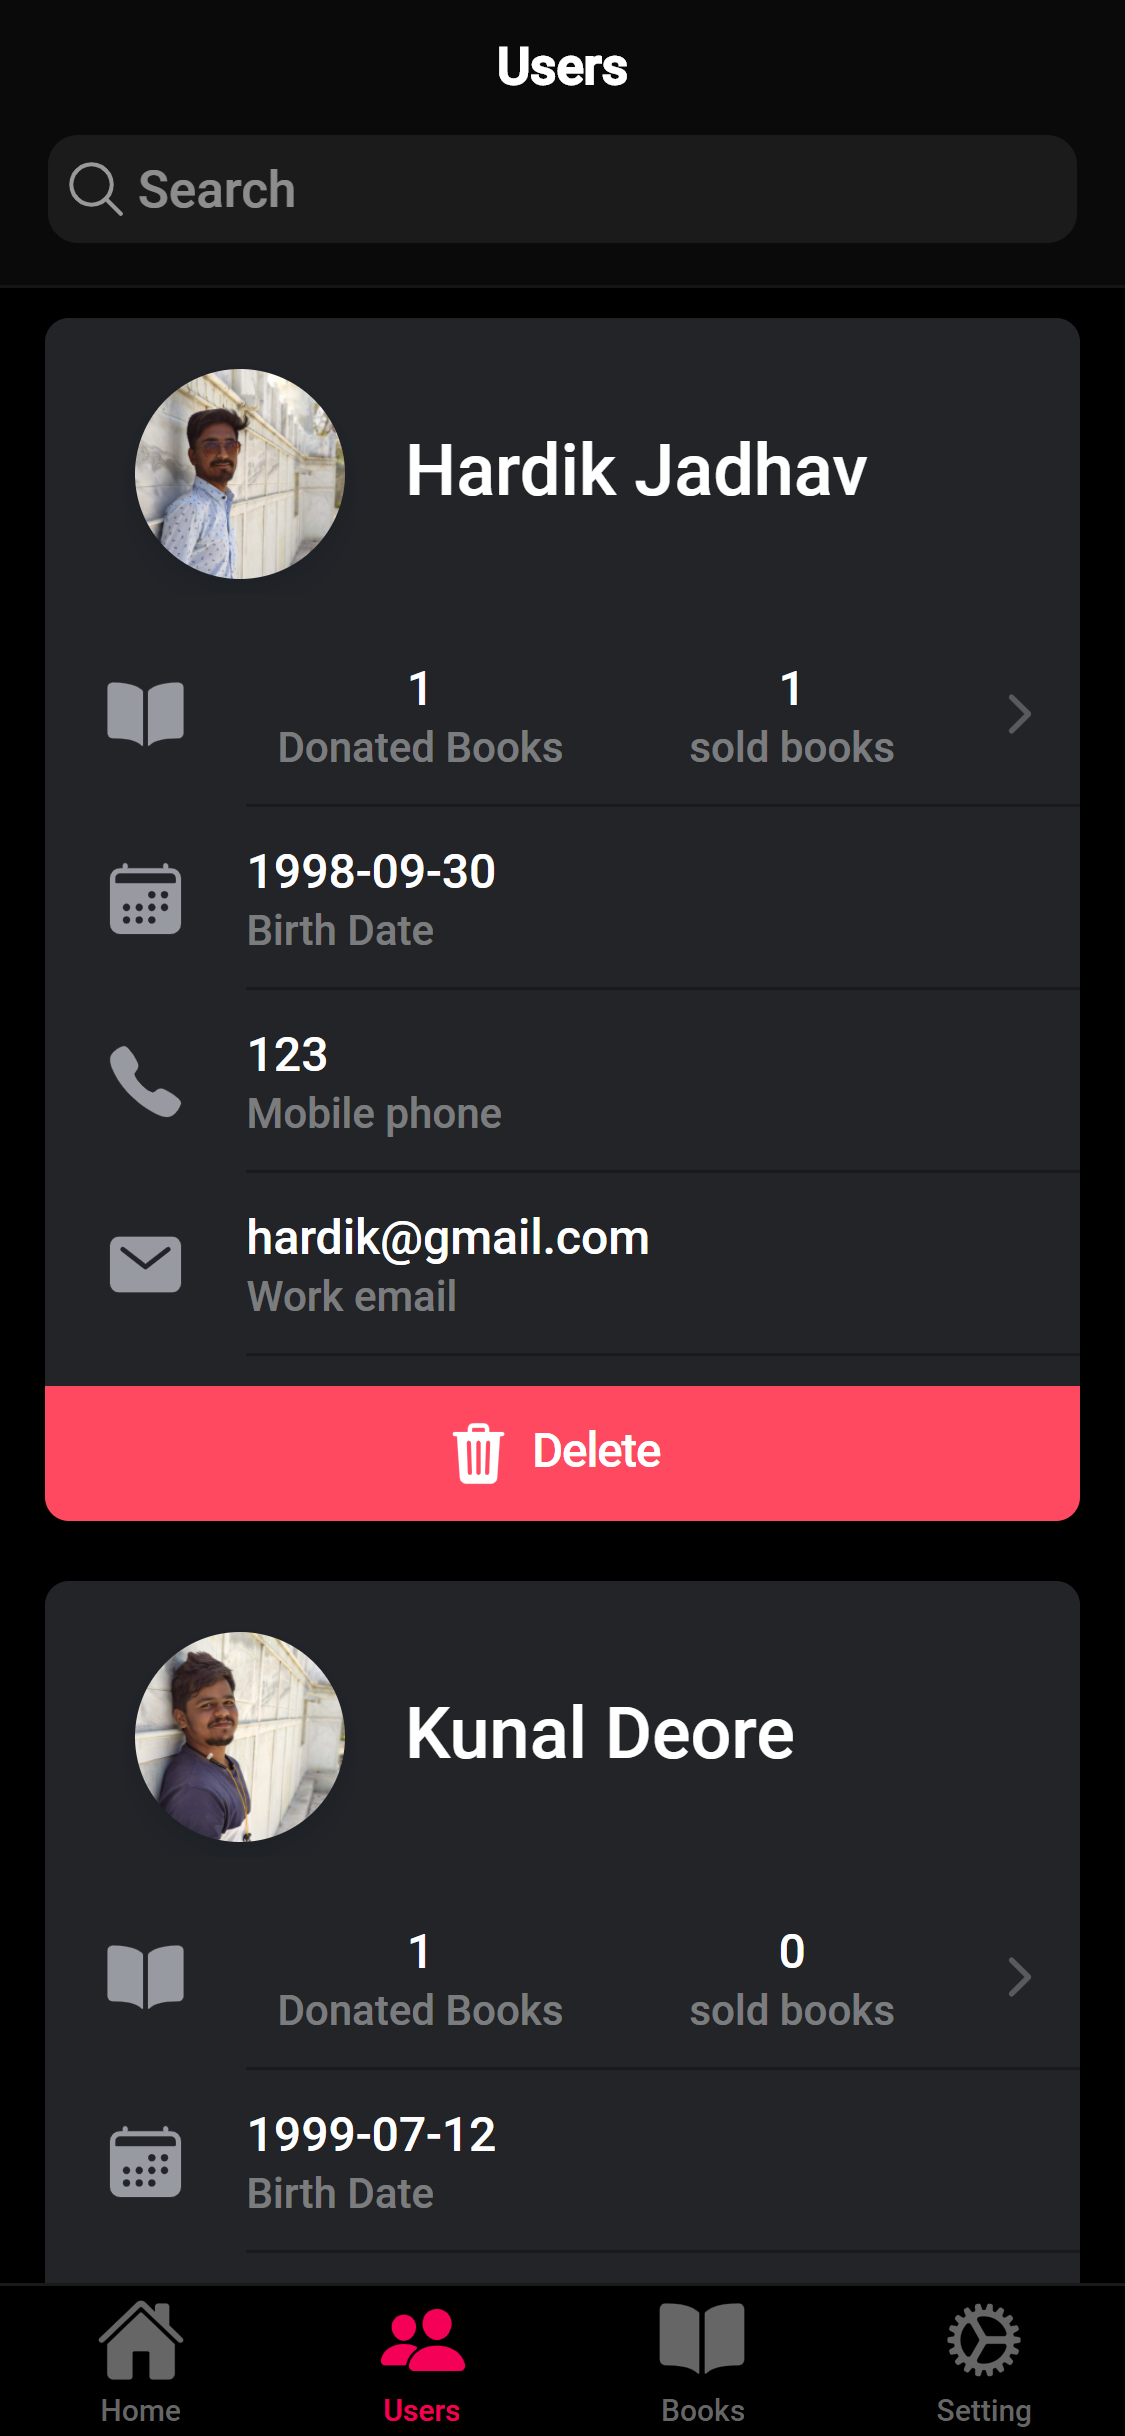 Users
Search
Hardik Jadhav
1 1
Donated Books sold books
1998-09-30
Birth Date
123
Mobile phone
hardik@gmail.com
Work email
Delete
Kunal Deore
1 0
Donated Books sold books
1999-07-12
Birth Date
Home Users Books Setting